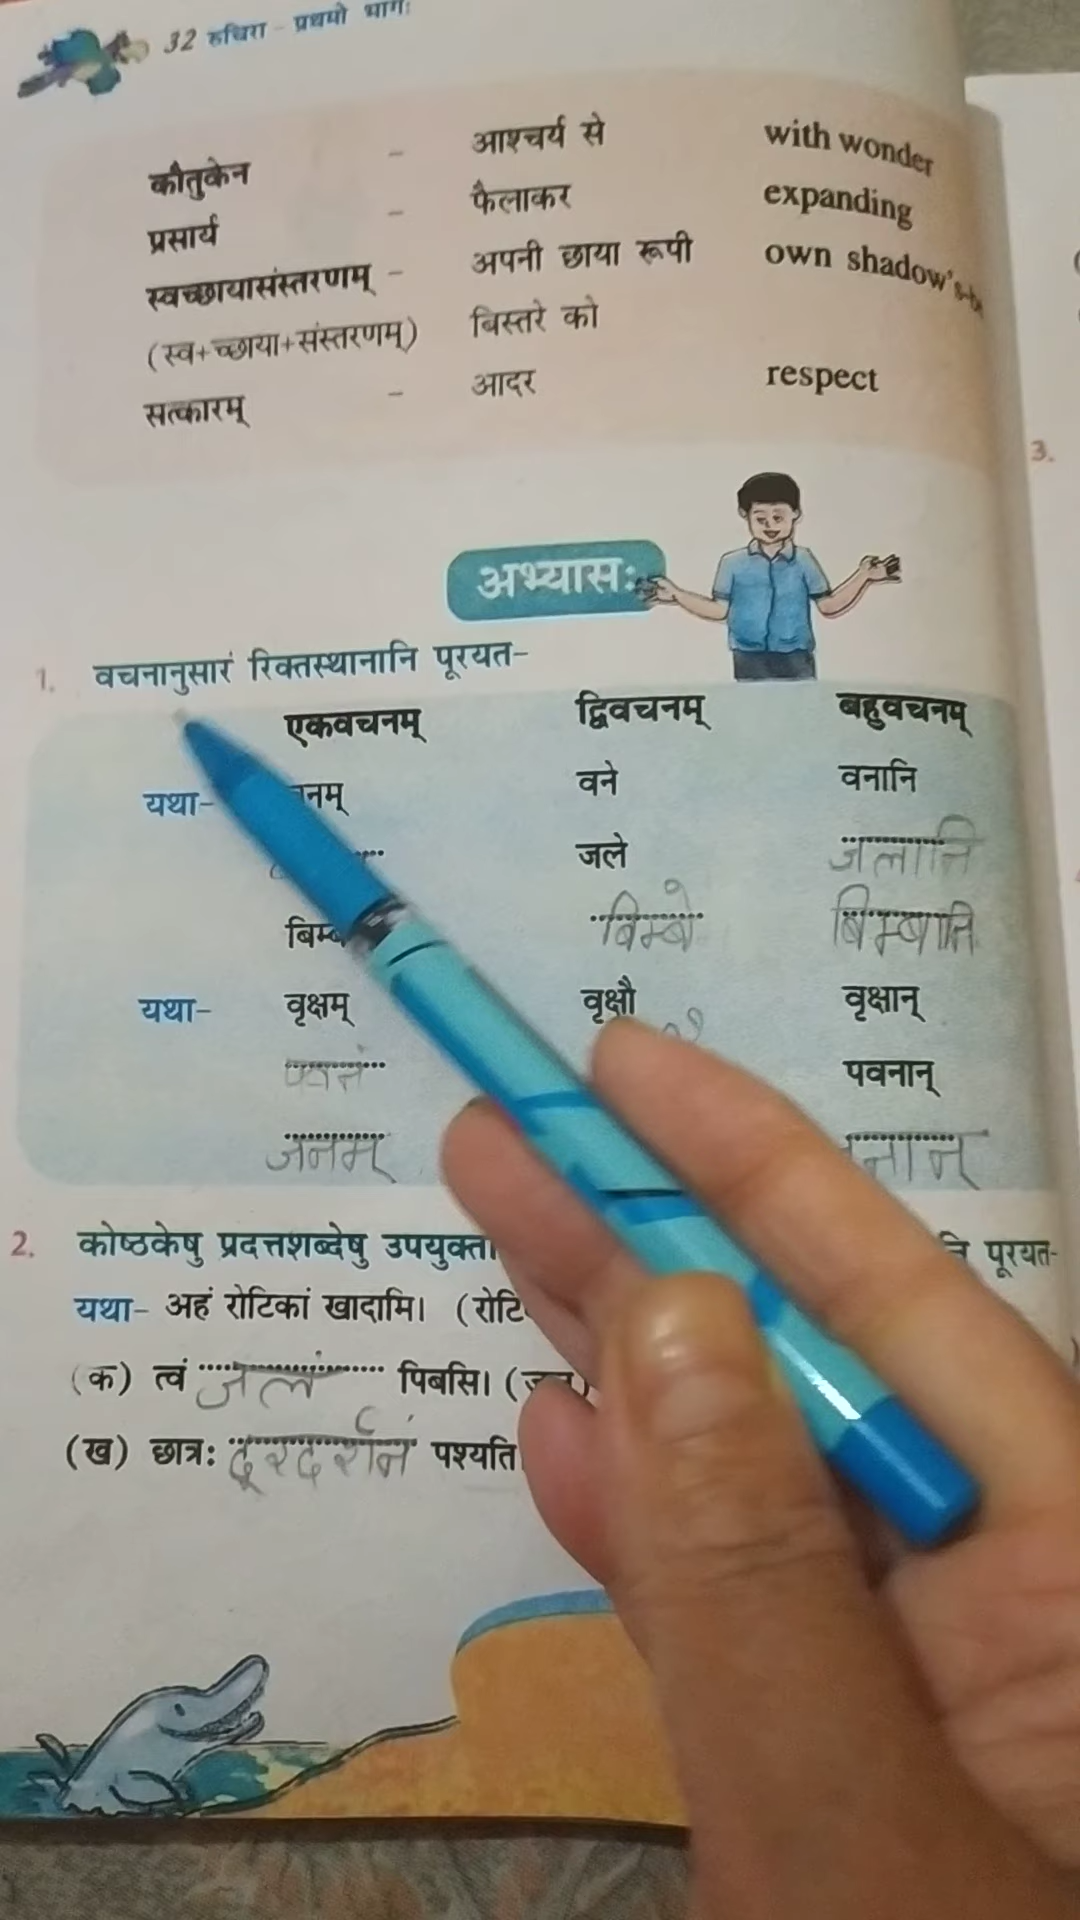 32 रुचिरा - प्रथमो भागः
कौतुकेन - आश्चर्य से with wonder
प्रसार्य - फैलाकर expanding
स्वच्छायासंस्तरणम् - अपनी छाया रूपी own shadow's-b
(स्व+च्छाया+संस्तरणम्) बिस्तरे को
सत्कारम् - आदर respect
3.
अभ्यासः
1. वचनानुसारं रिक्तस्थानानि पूरयत-
एकवचनम् द्विवचनम् बहुवचनम्
यथा- नम् वने वनानि
जले जलानि
बिम्ब बिम्बे बिम्बानि
यथा- वृक्षम् वृक्षौ वृक्षान्
पवनान्
जनम् नान्
2. कोष्ठकेषु प्रदत्तशब्देषु उपयुक्ता नि पूरयत-
यथा- अहं रोटिकां खादामि। (रोटि
(क) त्वं जलं पिबसि। (जल)
(ख) छात्रः दूरदर्शनं पश्यति